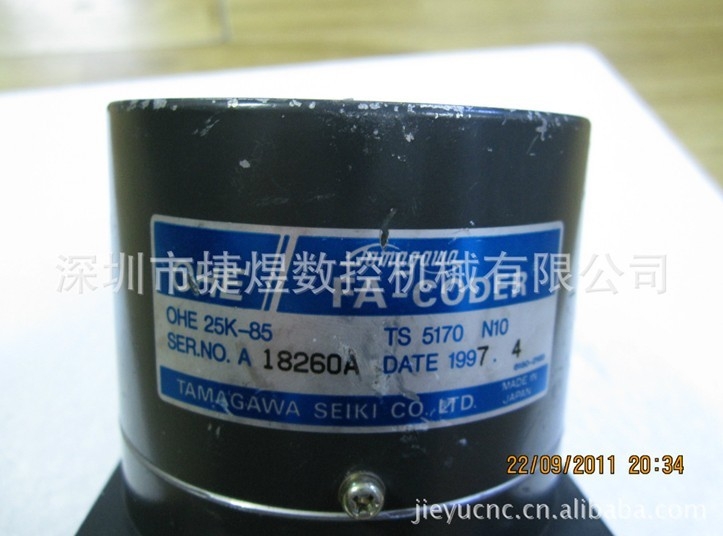 Tamagawa
FA-CODER
深圳市捷煜数控机械有限公司
OHE 25K-85 TS 5170 N10
SER.NO. A 18260A DATE 1997. 4
TAMAGAWA SEIKI CO., LTD. MADE IN JAPAN
22/09/2011 20:34
jieyucnc.cn.alibaba.com